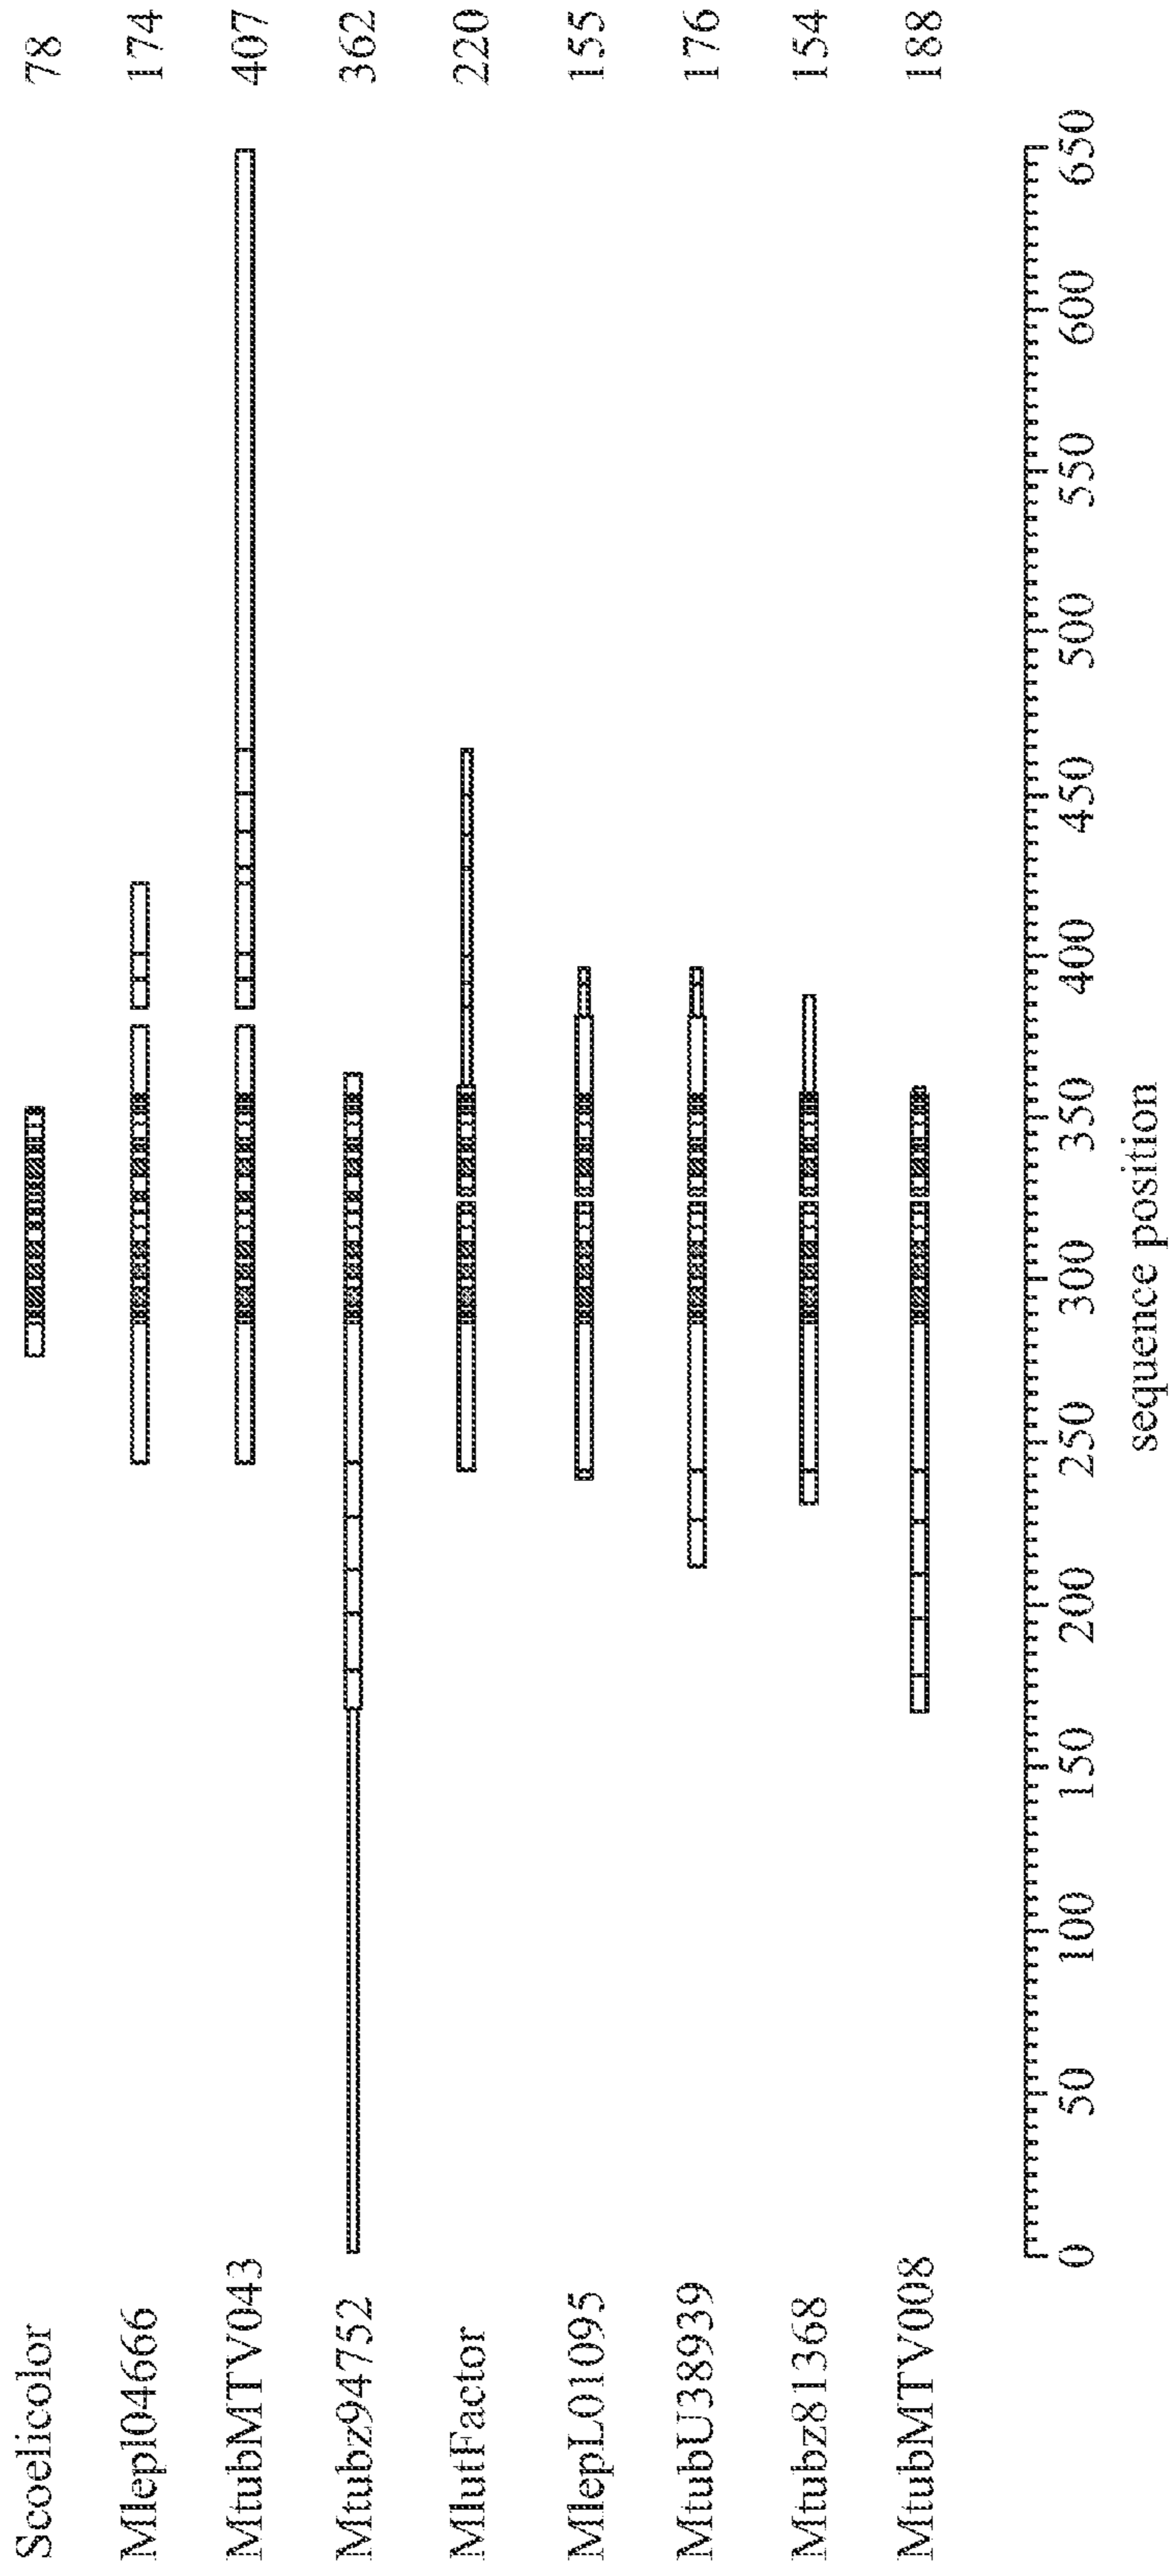 Scoelicolor 78
Mlepl04666 174
MtubMTV043 407
Mtubz94752 362
MlutFactor 220
MlepL01095 155
MtubU38939 176
Mtubz81368 154
MtubMTV008 188
0 50 100 150 200 250 300 350 400 450 500 550 600 650
sequence position